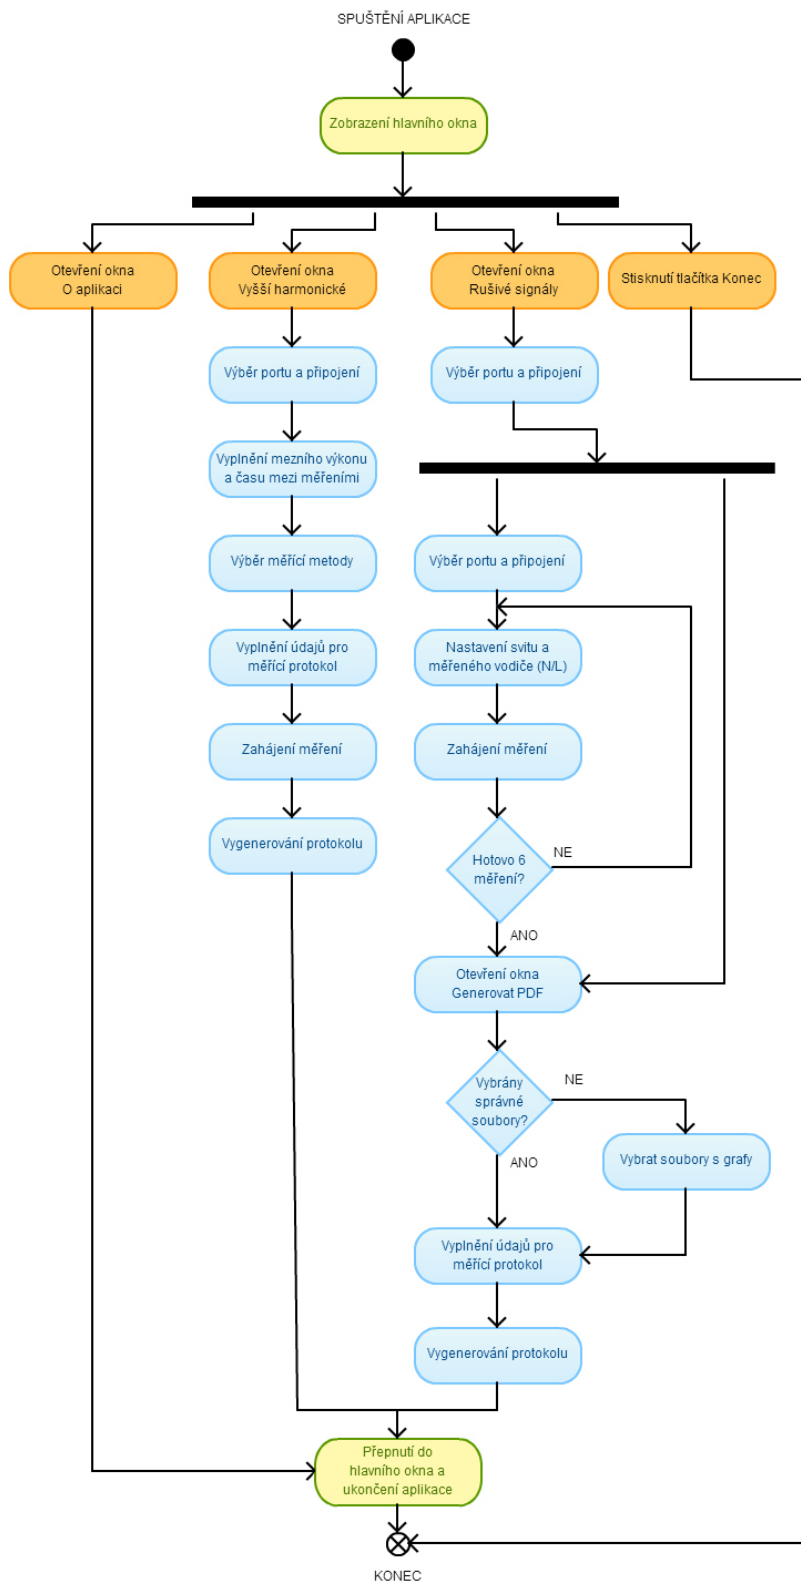 SPUŠTĚNÍ APLIKACE
Zobrazení hlavního okna
Otevření okna
O aplikaci
Otevření okna
Vyšší harmonické
Otevření okna
Rušivé signály
Stisknutí tlačítka Konec
Výběr portu a připojení
Výběr portu a připojení
Vyplnění mezního výkonu
a času mezi měřeními
Výběr měřící metody
Výběr portu a připojení
Vyplnění údajů pro
měřící protokol
Nastavení svitu a
měřeného vodiče (N/L)
Zahájení měření
Zahájení měření
Vygenerování protokolu
Hotovo 6
měření?
NE
ANO
Otevření okna
Generovat PDF
Vybrány
správné
soubory?
NE
ANO
Vybrat soubory s grafy
Vyplnění údajů pro
měřící protokol
Vygenerování protokolu
Přepnutí do
hlavního okna a
ukončení aplikace
KONEC